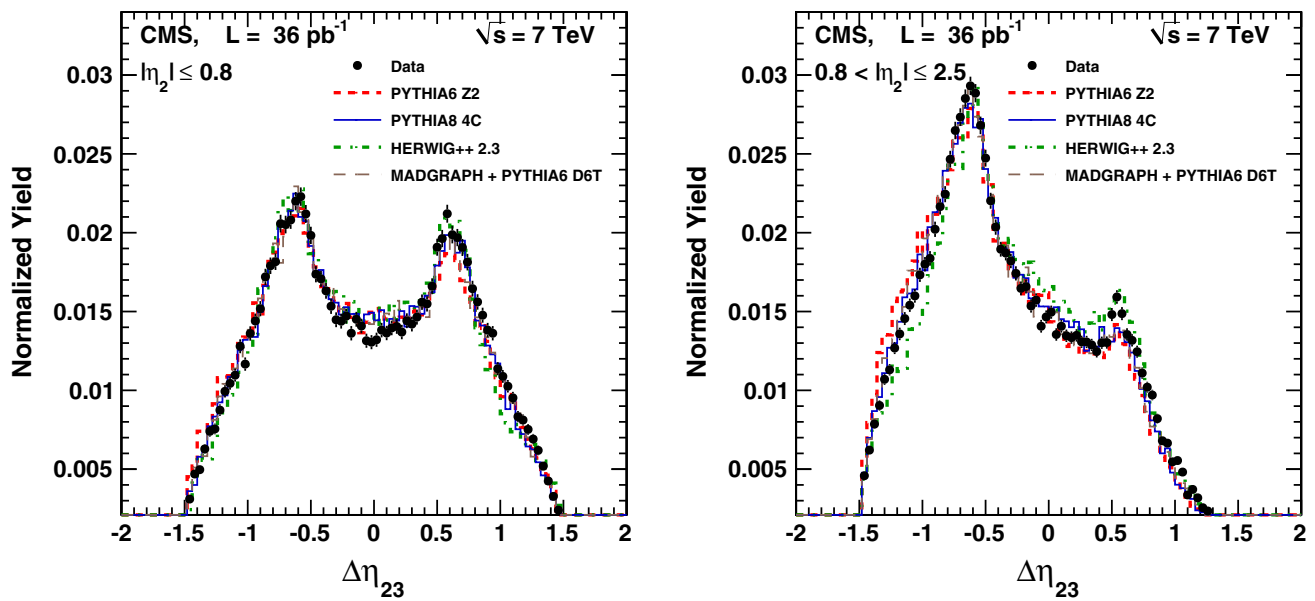 CMS, L = 36 pb⁻¹ √s = 7 TeV
|η₂| ≤ 0.8
Data
PYTHIA6 Z2
PYTHIA8 4C
HERWIG++ 2.3
MADGRAPH + PYTHIA6 D6T
Normalized Yield
0.03
0.025
0.02
0.015
0.01
0.005
-2 -1.5 -1 -0.5 0 0.5 1 1.5 2
Δη₂₃
CMS, L = 36 pb⁻¹ √s = 7 TeV
0.8 < |η₂| ≤ 2.5
Data
PYTHIA6 Z2
PYTHIA8 4C
HERWIG++ 2.3
MADGRAPH + PYTHIA6 D6T
Normalized Yield
0.03
0.025
0.02
0.015
0.01
0.005
-2 -1.5 -1 -0.5 0 0.5 1 1.5 2
Δη₂₃